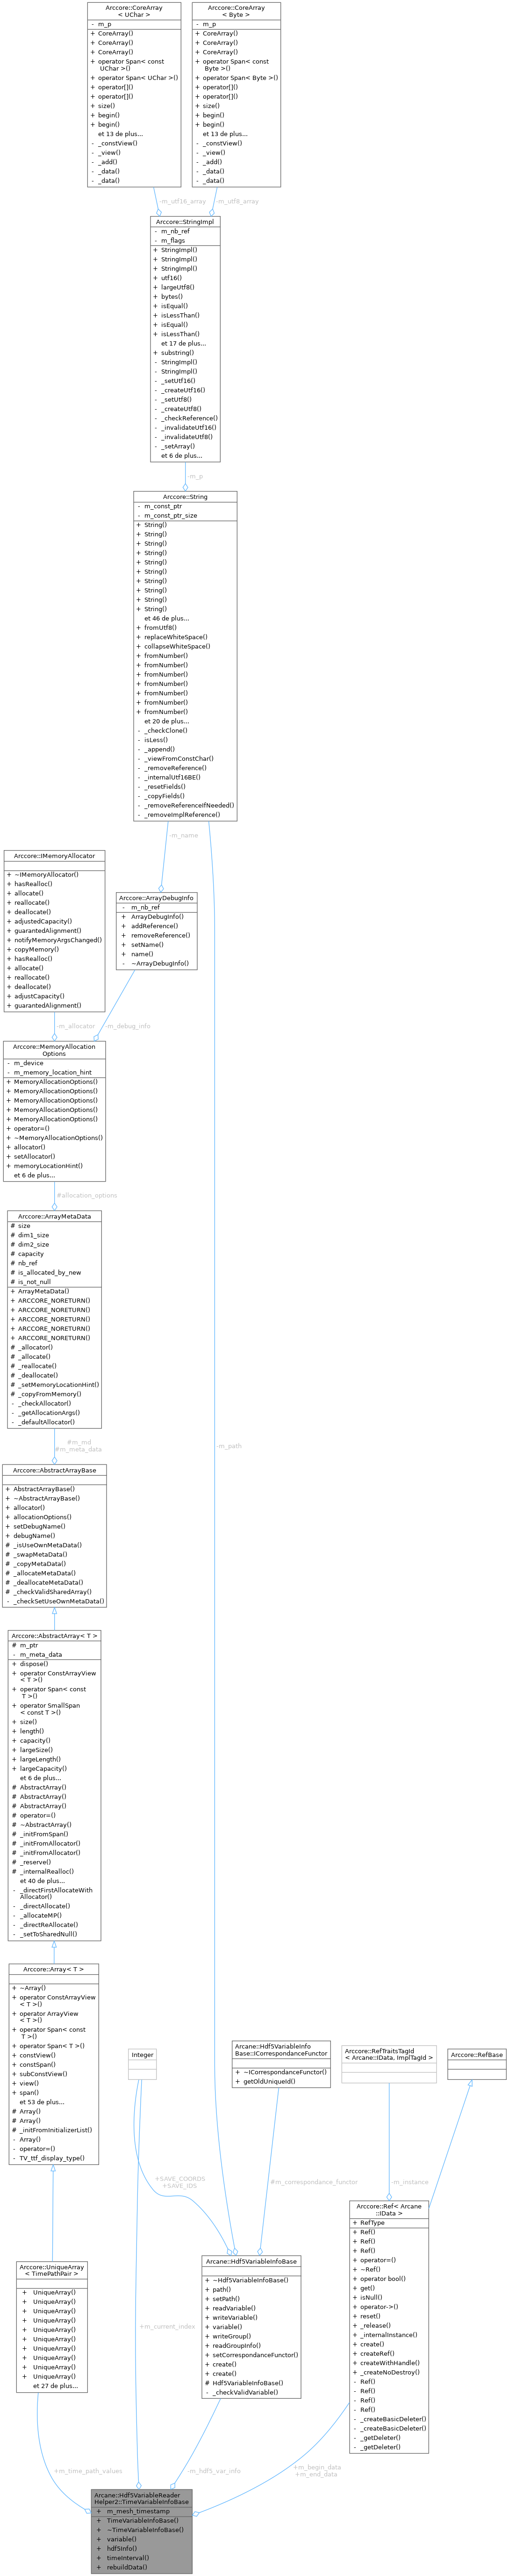 Arccore::CoreArray
< UChar >
- m_p
+ CoreArray()
+ CoreArray()
+ CoreArray()
+ operator Span< const
UChar >()
+ operator Span< UChar >()
+ operator[]()
+ operator[]()
+ size()
+ begin()
+ begin()
et 13 de plus...
- _constView()
- _view()
- _add()
- _data()
- _data()
Arccore::CoreArray
< Byte >
- m_p
+ CoreArray()
+ CoreArray()
+ CoreArray()
+ operator Span< const
Byte >()
+ operator Span< Byte >()
+ operator[]()
+ operator[]()
+ size()
+ begin()
+ begin()
et 13 de plus...
- _constView()
- _view()
- _add()
- _data()
- _data()
-m_utf16_array
-m_utf8_array
Arccore::StringImpl
- m_nb_ref
- m_flags
+ StringImpl()
+ StringImpl()
+ StringImpl()
+ utf16()
+ largeUtf8()
+ bytes()
+ isEqual()
+ isLessThan()
+ isEqual()
+ isLessThan()
et 17 de plus...
+ substring()
- StringImpl()
- StringImpl()
- _setUtf16()
- _createUtf16()
- _setUtf8()
- _createUtf8()
- _checkReference()
- _invalidateUtf16()
- _invalidateUtf8()
- _setArray()
et 6 de plus...
-m_p
Arccore::String
- m_const_ptr
- m_const_ptr_size
+ String()
+ String()
+ String()
+ String()
+ String()
+ String()
+ String()
+ String()
+ String()
+ String()
et 46 de plus...
+ fromUtf8()
+ replaceWhiteSpace()
+ collapseWhiteSpace()
+ fromNumber()
+ fromNumber()
+ fromNumber()
+ fromNumber()
+ fromNumber()
+ fromNumber()
+ fromNumber()
et 20 de plus...
- _checkClone()
- isLess()
- _append()
- _viewFromConstChar()
- _removeReference()
- _internalUtf16BE()
- _resetFields()
- _copyFields()
- _removeReferenceIfNeeded()
- _removeImplReference()
-m_name
Arccore::IMemoryAllocator
+ ~IMemoryAllocator()
+ hasRealloc()
+ allocate()
+ reallocate()
+ deallocate()
+ adjustedCapacity()
+ guarantedAlignment()
+ notifyMemoryArgsChanged()
+ copyMemory()
+ hasRealloc()
+ allocate()
+ reallocate()
+ deallocate()
+ adjustCapacity()
+ guarantedAlignment()
Arccore::ArrayDebugInfo
- m_nb_ref
+ ArrayDebugInfo()
+ addReference()
+ removeReference()
+ setName()
+ name()
- ~ArrayDebugInfo()
-m_allocator
-m_debug_info
Arccore::MemoryAllocation
Options
- m_device
- m_memory_location_hint
+ MemoryAllocationOptions()
+ MemoryAllocationOptions()
+ MemoryAllocationOptions()
+ MemoryAllocationOptions()
+ MemoryAllocationOptions()
+ operator=()
+ ~MemoryAllocationOptions()
+ allocator()
+ setAllocator()
+ memoryLocationHint()
et 6 de plus...
#allocation_options
Arccore::ArrayMetaData
# size
# dim1_size
# dim2_size
# capacity
# nb_ref
# is_allocated_by_new
# is_not_null
+ ArrayMetaData()
+ ARCCORE_NORETURN()
+ ARCCORE_NORETURN()
+ ARCCORE_NORETURN()
+ ARCCORE_NORETURN()
+ ARCCORE_NORETURN()
# _allocator()
# _allocate()
# _reallocate()
# _deallocate()
# _setMemoryLocationHint()
# _copyFromMemory()
- _checkAllocator()
- _getAllocationArgs()
- _defaultAllocator()
#m_md
#m_meta_data
-m_path
Arccore::AbstractArrayBase
+ AbstractArrayBase()
+ ~AbstractArrayBase()
+ allocator()
+ allocationOptions()
+ setDebugName()
+ debugName()
# _isUseOwnMetaData()
# _swapMetaData()
# _copyMetaData()
# _allocateMetaData()
# _deallocateMetaData()
# _checkValidSharedArray()
- _checkSetUseOwnMetaData()
Arccore::AbstractArray< T >
# m_ptr
- m_meta_data
+ dispose()
+ operator ConstArrayView
< T >()
+ operator Span< const
T >()
+ operator SmallSpan
< const T >()
+ size()
+ length()
+ capacity()
+ largeSize()
+ largeLength()
+ largeCapacity()
et 6 de plus...
# AbstractArray()
# AbstractArray()
# AbstractArray()
# operator=()
# ~AbstractArray()
# _initFromSpan()
# _initFromAllocator()
# _initFromAllocator()
# _reserve()
# _internalRealloc()
et 40 de plus...
- _directFirstAllocateWith
Allocator()
- _directAllocate()
- _allocateMP()
- _directReAllocate()
- _setToSharedNull()
Arccore::Array< T >
+ ~Array()
+ operator ConstArrayView
< T >()
+ operator ArrayView
< T >()
+ operator Span< const
T >()
+ operator Span< T >()
+ constView()
+ constSpan()
+ subConstView()
+ view()
+ span()
et 53 de plus...
# Array()
# Array()
# _initFromInitializerList()
- Array()
- operator=()
- TV_ttf_display_type()
Integer
Arcane::Hdf5VariableInfo
Base::ICorrespondanceFunctor
+ ~ICorrespondanceFunctor()
+ getOldUniqueId()
Arccore::RefTraitsTagId
< Arcane::IData, ImplTagId >
Arccore::RefBase
+SAVE_COORDS
+SAVE_IDS
#m_correspondance_functor
-m_instance
Arccore::Ref< Arcane
::IData >
+ RefType
+ Ref()
+ Ref()
+ Ref()
+ operator=()
+ ~Ref()
+ operator bool()
+ get()
+ isNull()
+ operator->()
+ reset()
+ _release()
+ _internalInstance()
+ create()
+ createRef()
+ createWithHandle()
+ _createNoDestroy()
- Ref()
- Ref()
- Ref()
- Ref()
- _createBasicDeleter()
- _createBasicDeleter()
- _getDeleter()
- _getDeleter()
Arccore::UniqueArray
< TimePathPair >
+ UniqueArray()
+ UniqueArray()
+ UniqueArray()
+ UniqueArray()
+ UniqueArray()
+ UniqueArray()
+ UniqueArray()
+ UniqueArray()
+ UniqueArray()
+ UniqueArray()
et 27 de plus...
+m_current_index
Arcane::Hdf5VariableInfoBase
+ ~Hdf5VariableInfoBase()
+ path()
+ setPath()
+ readVariable()
+ writeVariable()
+ variable()
+ writeGroup()
+ readGroupInfo()
+ setCorrespondanceFunctor()
+ create()
+ create()
# Hdf5VariableInfoBase()
- _checkValidVariable()
+m_time_path_values
-m_hdf5_var_info
+m_begin_data
+m_end_data
Arcane::Hdf5VariableReader
Helper2::TimeVariableInfoBase
+ m_mesh_timestamp
+ TimeVariableInfoBase()
+ ~TimeVariableInfoBase()
+ variable()
+ hdf5Info()
+ timeInterval()
+ rebuildData()